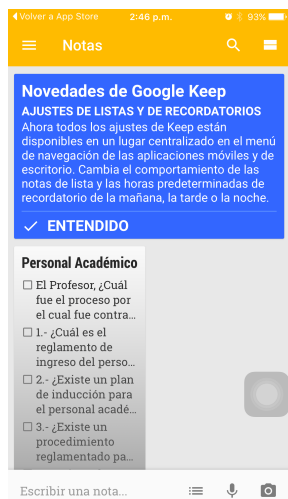 Volver a App Store 2:46 p.m. 93%
Notas
Novedades de Google Keep
AJUSTES DE LISTAS Y DE RECORDATORIOS
Ahora todos los ajustes de Keep están
disponibles en un lugar centralizado en el menú
de navegación de las aplicaciones móviles y de
escritorio. Cambia el comportamiento de las
notas de lista y las horas predeterminadas de
recordatorio de la mañana, la tarde o la noche.
ENTENDIDO
Personal Académico
El Profesor, ¿Cuál
fue el proceso por
el cual fue contra...
1.- ¿Cuál es el
reglamento de
ingreso del perso...
2.- ¿Existe un plan
de inducción para
el personal acadé...
3.- ¿Existe un
procedimiento
reglamentado pa...
Escribir una nota...